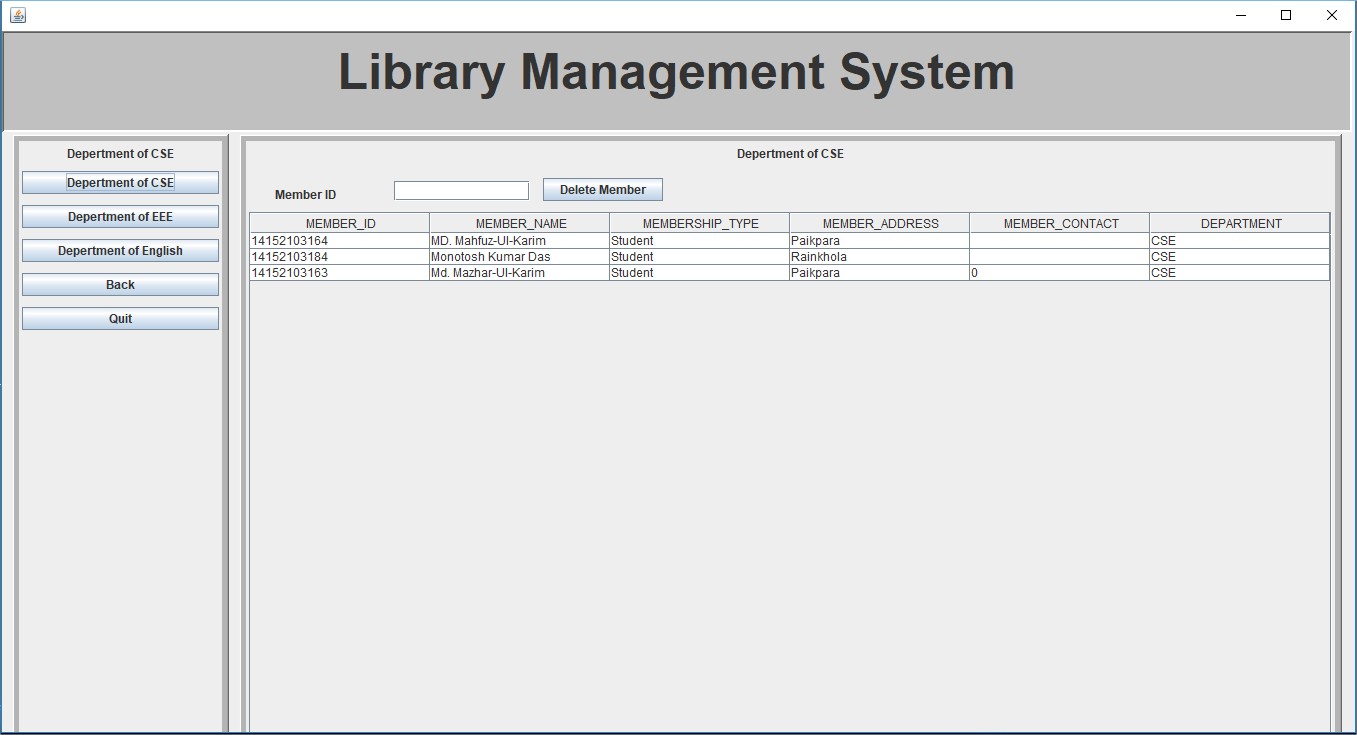 Library Management System
Depertment of CSE
Depertment of CSE
Depertment of EEE
Depertment of English
Back
Quit
Depertment of CSE
Member ID Delete Member
MEMBER_ID MEMBER_NAME MEMBERSHIP_TYPE MEMBER_ADDRESS MEMBER_CONTACT DEPARTMENT
14152103164 MD. Mahfuz-Ul-Karim Student Paikpara CSE
14152103184 Monotosh Kumar Das Student Rainkhola CSE
14152103163 Md. Mazhar-Ul-Karim Student Paikpara 0 CSE